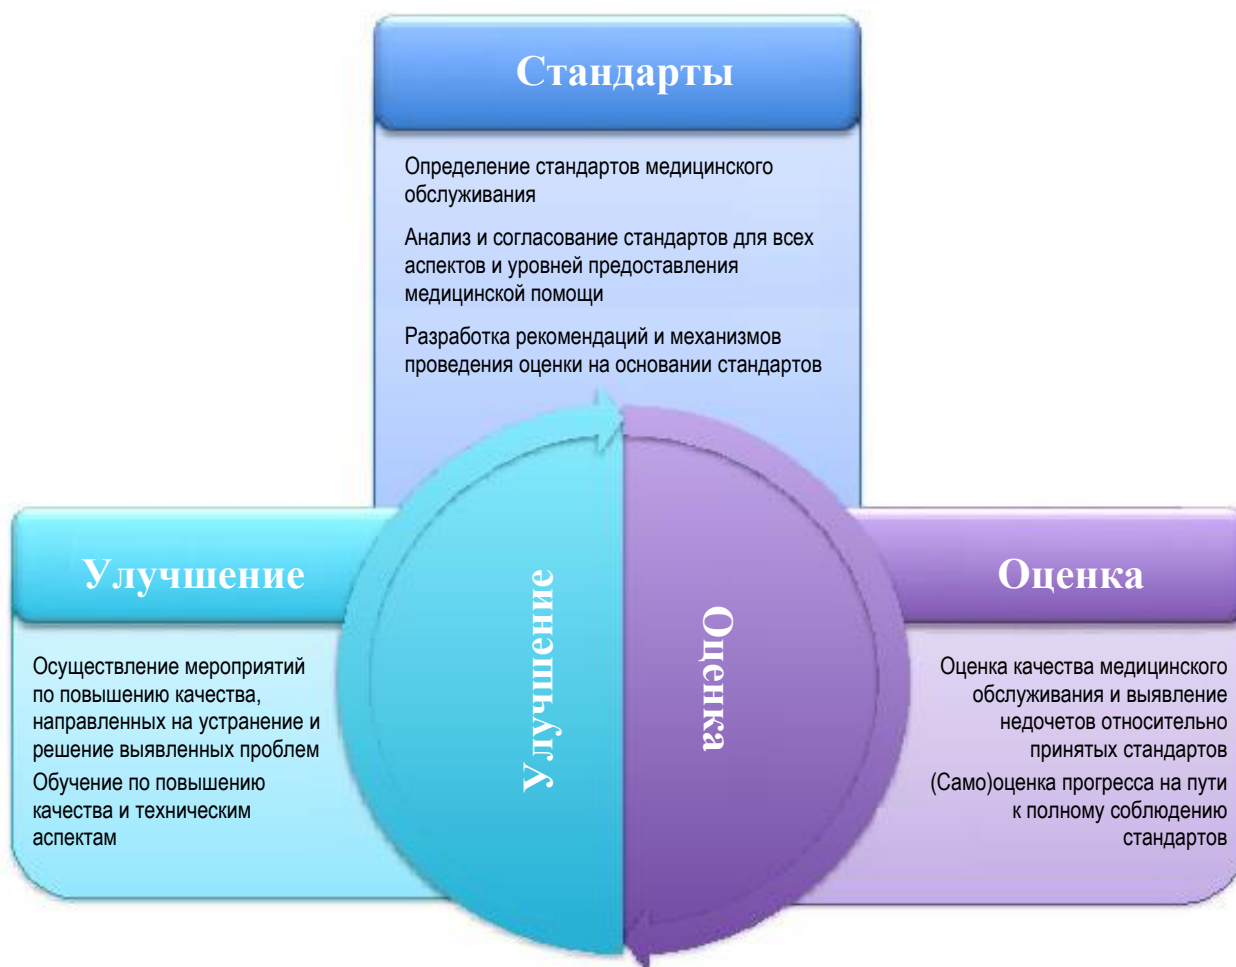 Стандарты
Определение стандартов медицинского
обслуживания
Анализ и согласование стандартов для всех
аспектов и уровней предоставления
медицинской помощи
Разработка рекомендаций и механизмов
проведения оценки на основании стандартов
Улучшение
Осуществление мероприятий
по повышению качества,
направленных на устранение и
решение выявленных проблем
Обучение по повышению
качества и техническим
аспектам
Улучшение
Оценка
Оценка
Оценка качества медицинского
обслуживания и выявление
недочетов относительно
принятых стандартов
(Само)оценка прогресса на пути
к полному соблюдению
стандартов